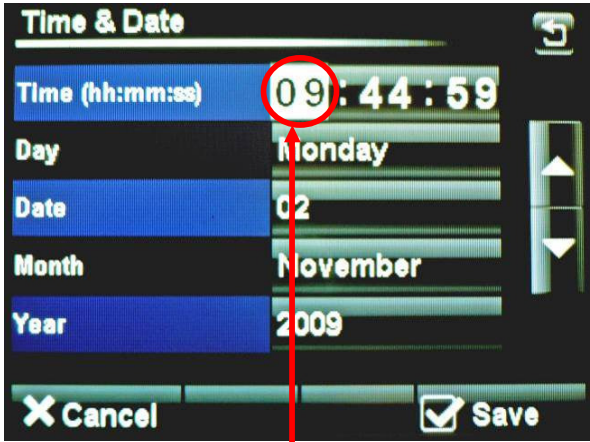 Time & Date
Time (hh:mm:ss) 09:44:59
Day Monday
Date 02
Month November
Year 2009
Cancel Save